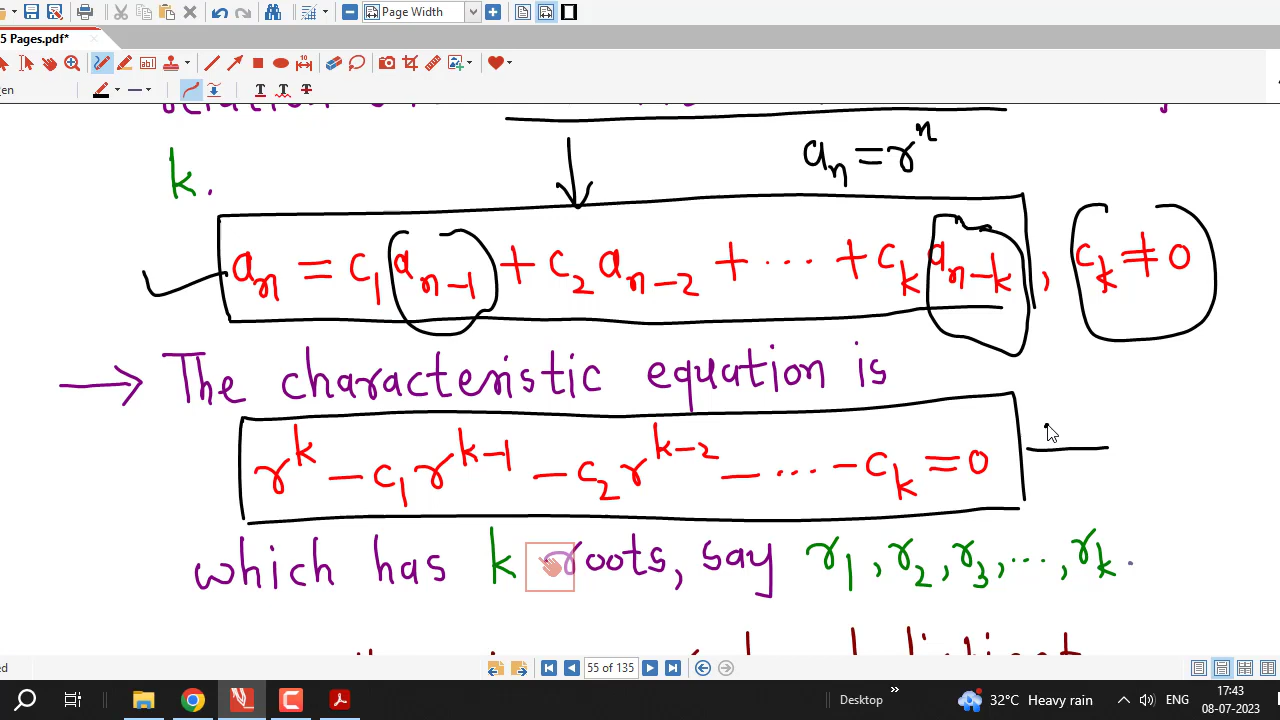 Page Width
5 Pages.pdf*
k.
aₙ = rⁿ
aₙ = c₁aₙ₋₁ + c₂aₙ₋₂ + ... + cₖaₙ₋ₖ, cₖ ≠ 0
→ The characteristic equation is
rᵏ - c₁rᵏ⁻¹ - c₂rᵏ⁻² - ... - cₖ = 0
which has k roots, say r₁, r₂, r₃, ..., rₖ.
55 of 135
Desktop
32°C Heavy rain
ENG
17:43
08-07-2023